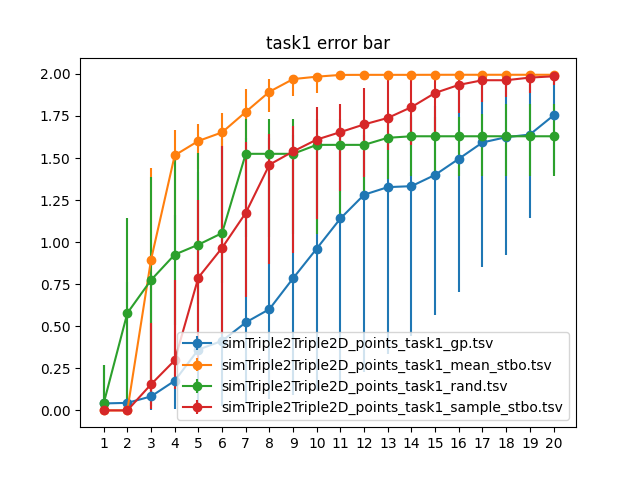 task1 error bar
2.00
1.75
1.50
1.25
1.00
0.75
0.50
0.25
0.00
simTriple2Triple2D_points_task1_gp.tsv
simTriple2Triple2D_points_task1_mean_stbo.tsv
simTriple2Triple2D_points_task1_rand.tsv
simTriple2Triple2D_points_task1_sample_stbo.tsv
1 2 3 4 5 6 7 8 9 10 11 12 13 14 15 16 17 18 19 20